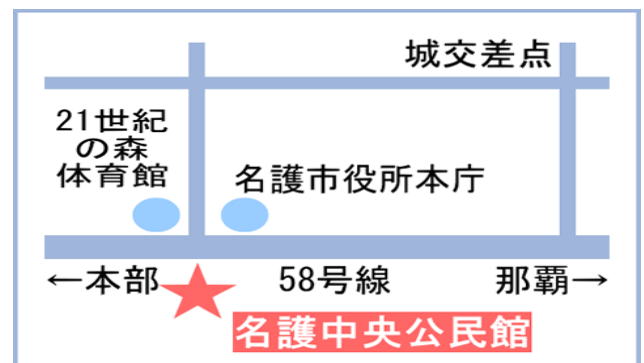 城交差点
21世紀
の森
体育館
名護市役所本庁
←本部
58号線
那覇→
名護中央公民館